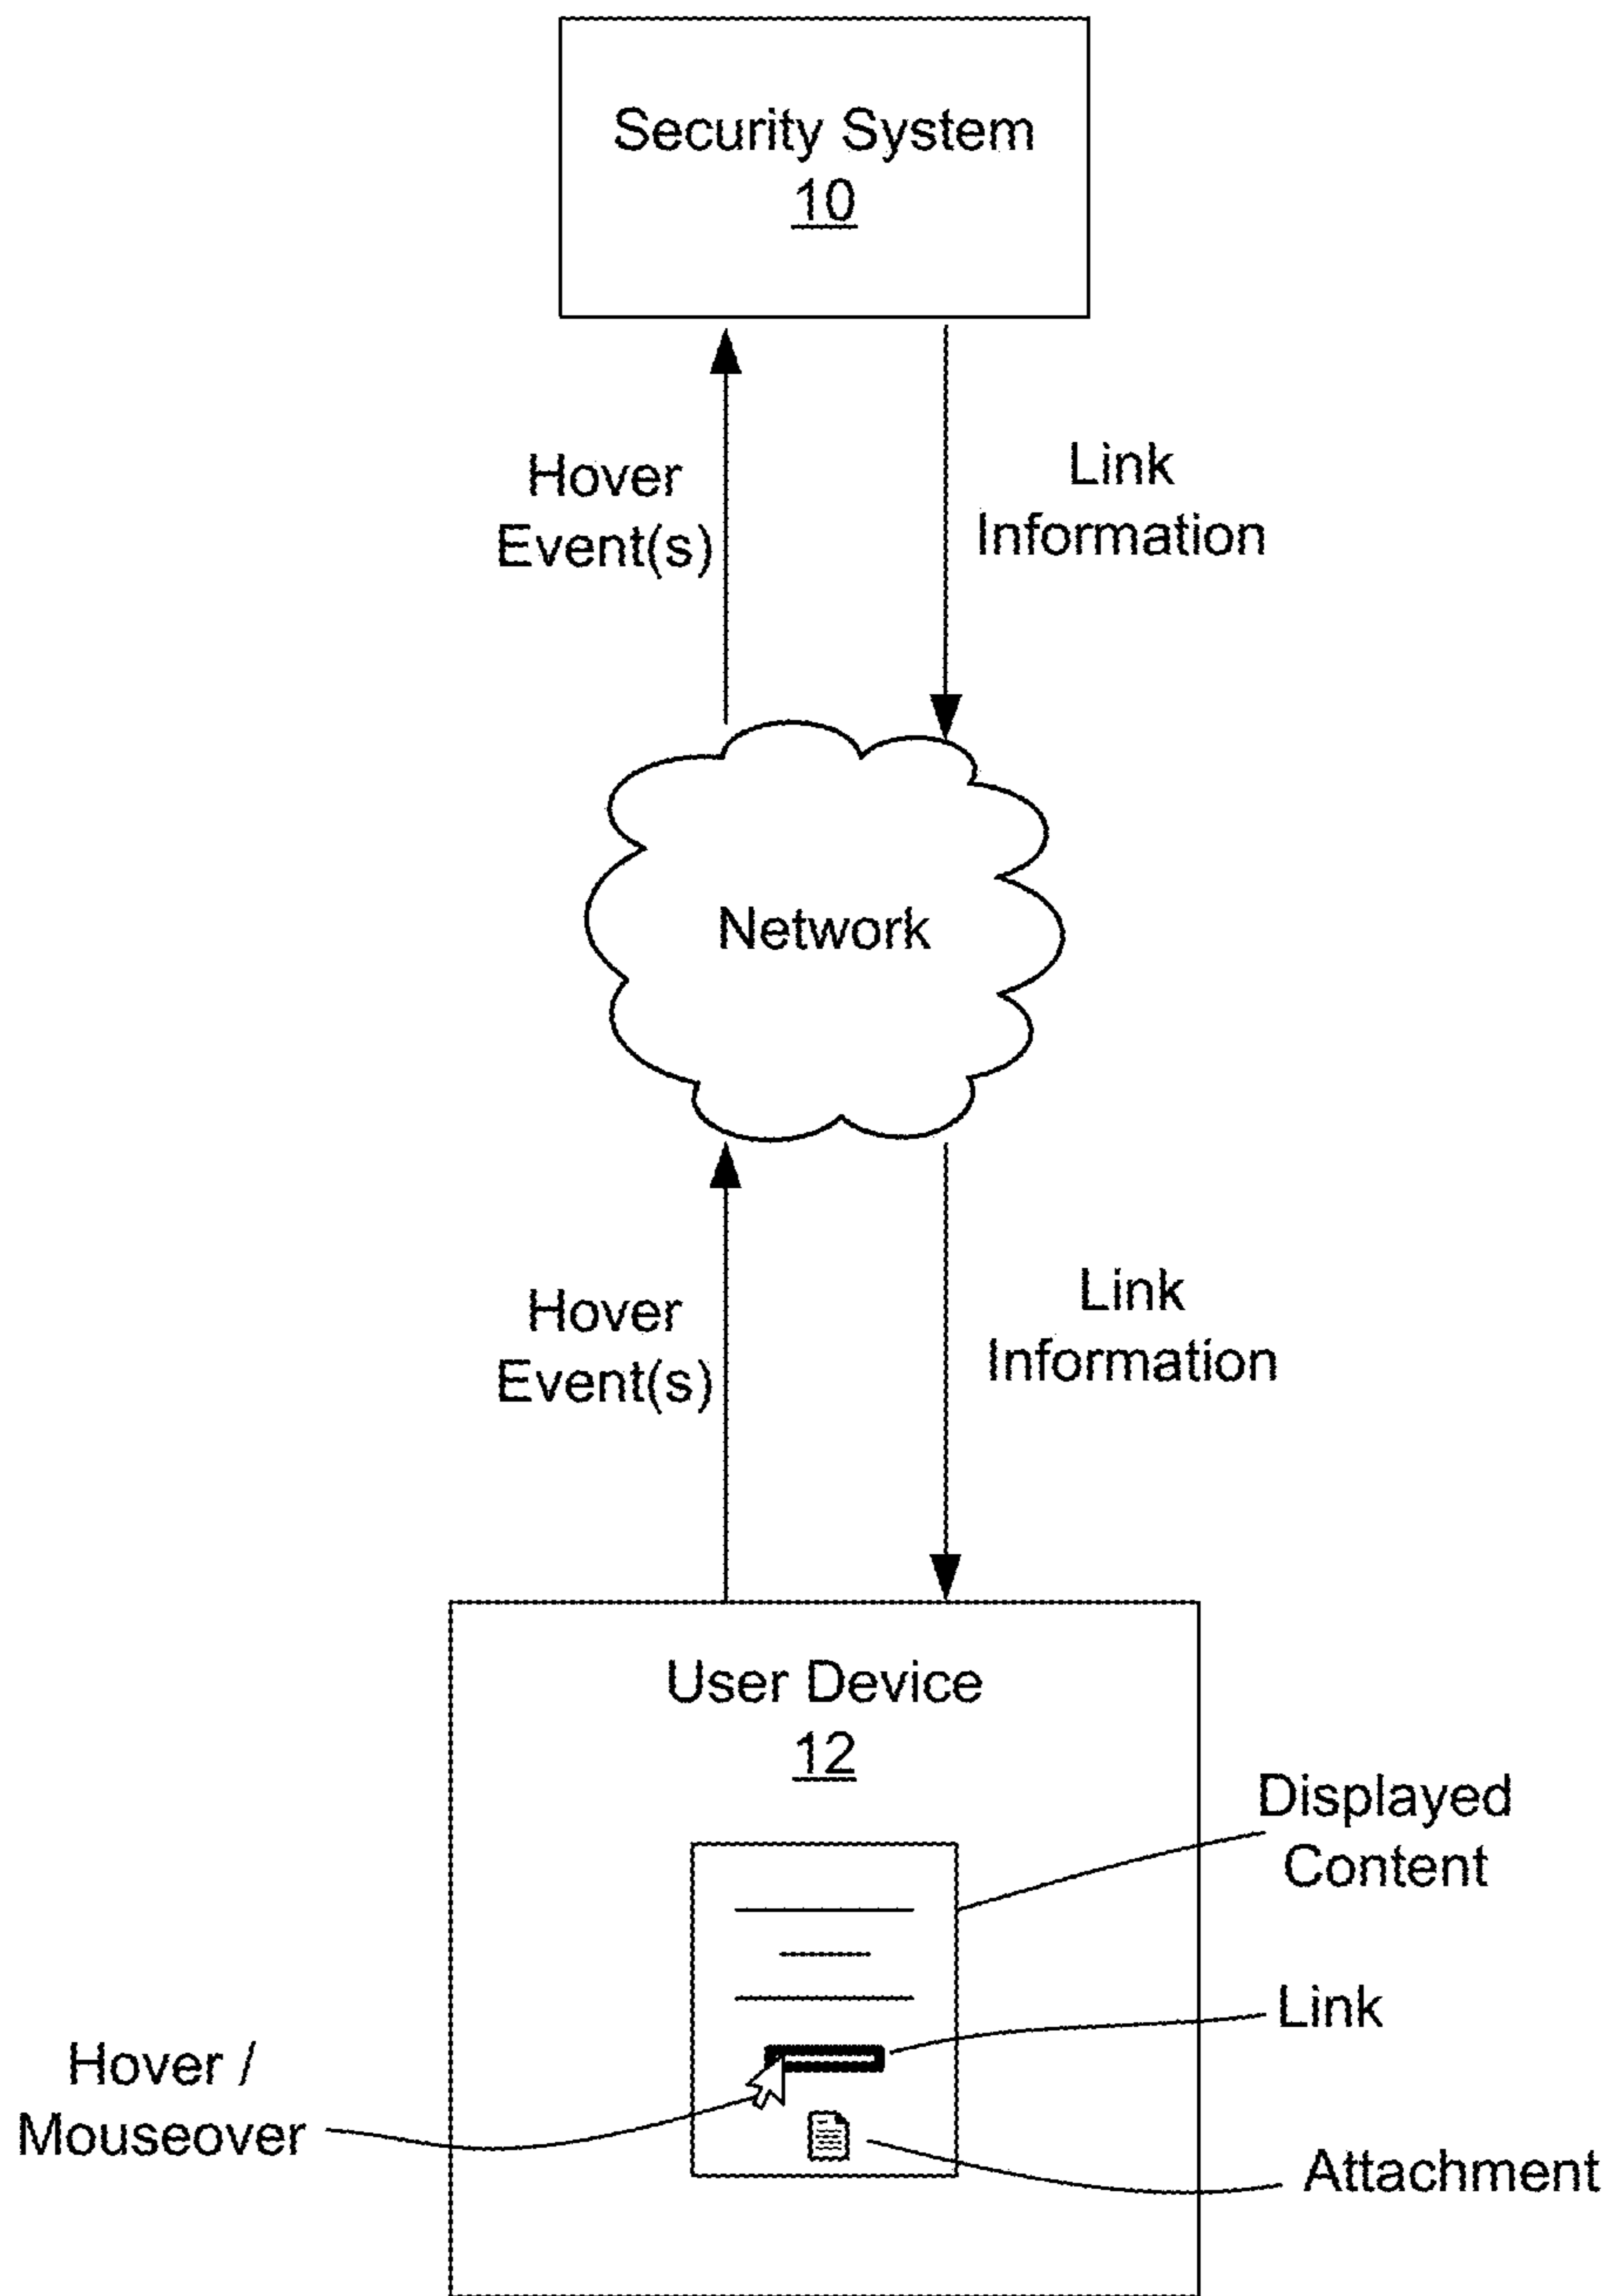 Security System
10
Hover
Event(s)
Link
Information
Network
Hover
Event(s)
Link
Information
User Device
12
Displayed
Content
Link
Hover /
Mouseover
Attachment